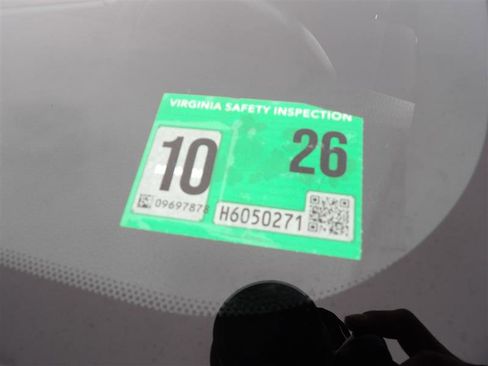 VIRGINIA SAFETY INSPECTION
10 26
09697878 H6050271